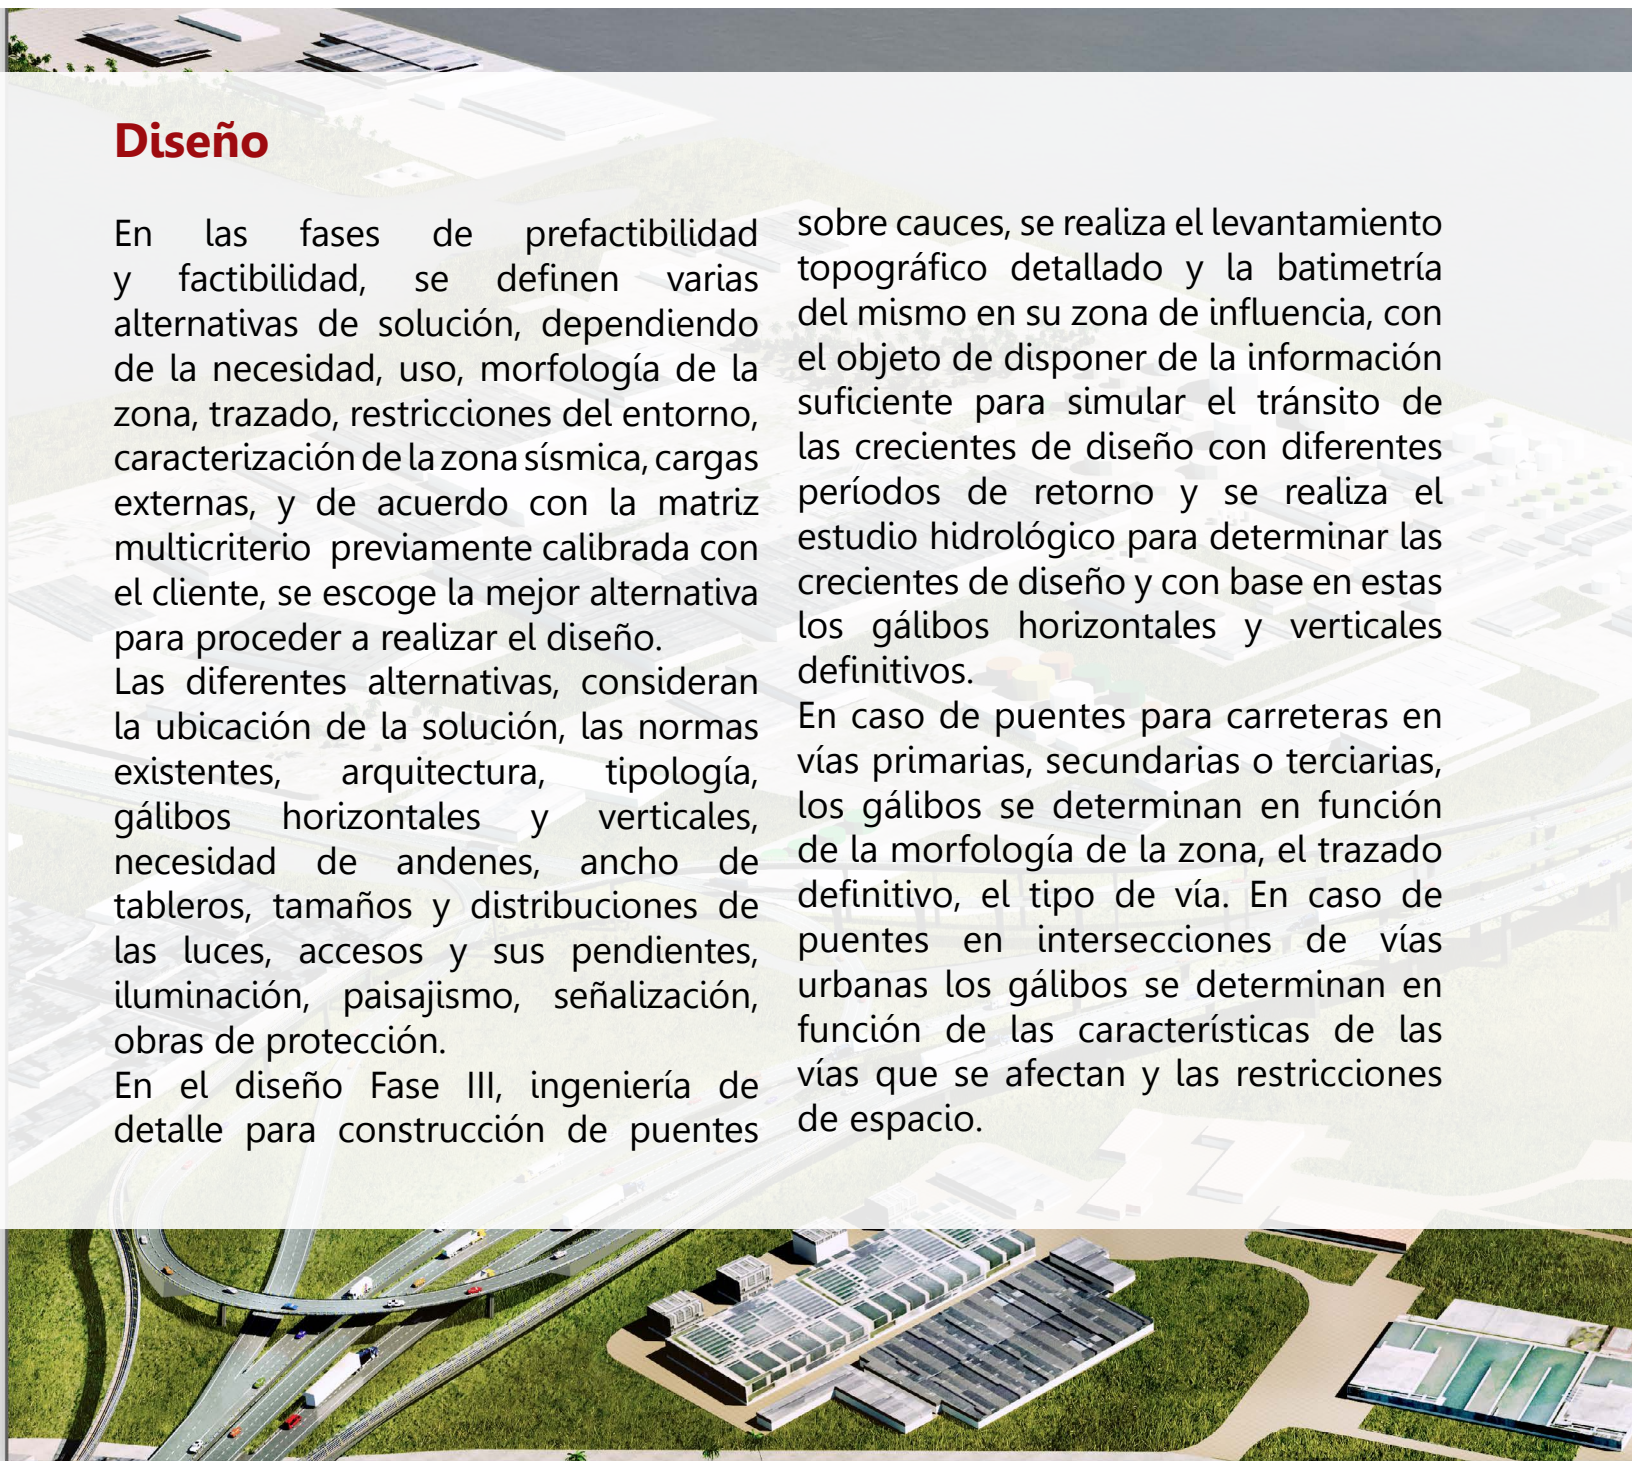 Diseño
En las fases de prefactibilidad
y factibilidad, se definen varias
alternativas de solución, dependiendo
de la necesidad, uso, morfología de la
zona, trazado, restricciones del entorno,
caracterización de la zona sísmica, cargas
externas, y de acuerdo con la matriz
multicriterio previamente calibrada con
el cliente, se escoge la mejor alternativa
para proceder a realizar el diseño.
Las diferentes alternativas, consideran
la ubicación de la solución, las normas
existentes, arquitectura, tipología,
gálibos horizontales y verticales,
necesidad de andenes, ancho de
tableros, tamaños y distribuciones de
las luces, accesos y sus pendientes,
iluminación, paisajismo, señalización,
obras de protección.
En el diseño Fase III, ingeniería de
detalle para construcción de puentes
sobre cauces, se realiza el levantamiento
topográfico detallado y la batimetría
del mismo en su zona de influencia, con
el objeto de disponer de la información
suficiente para simular el tránsito de
las crecientes de diseño con diferentes
períodos de retorno y se realiza el
estudio hidrológico para determinar las
crecientes de diseño y con base en estas
los gálibos horizontales y verticales
definitivos.
En caso de puentes para carreteras en
vías primarias, secundarias o terciarias,
los gálibos se determinan en función
de la morfología de la zona, el trazado
definitivo, el tipo de vía. En caso de
puentes en intersecciones de vías
urbanas los gálibos se determinan en
función de las características de las
vías que se afectan y las restricciones
de espacio.